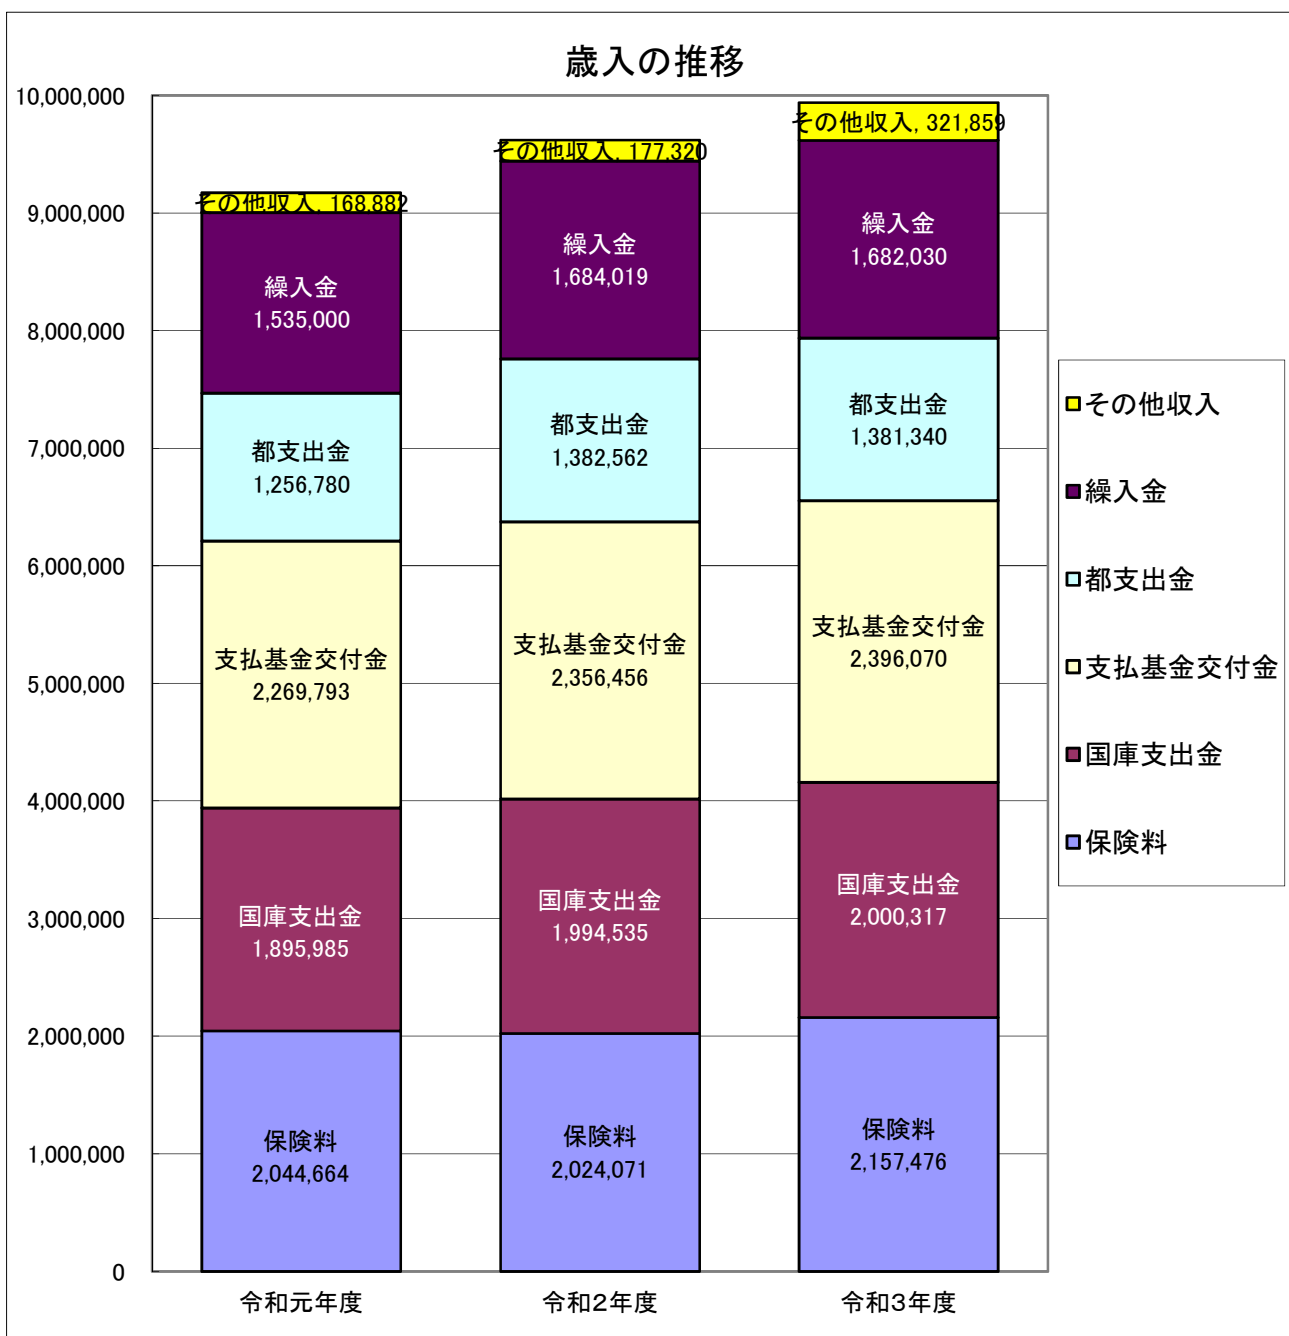 歳入の推移
10,000,000
9,000,000
8,000,000
7,000,000
6,000,000
5,000,000
4,000,000
3,000,000
2,000,000
1,000,000
0
その他収入, 168,882
繰入金
1,535,000
都支出金
1,256,780
支払基金交付金
2,269,793
国庫支出金
1,895,985
保険料
2,044,664
その他収入, 177,320
繰入金
1,684,019
都支出金
1,382,562
支払基金交付金
2,356,456
国庫支出金
1,994,535
保険料
2,024,071
その他収入, 321,859
繰入金
1,682,030
都支出金
1,381,340
支払基金交付金
2,396,070
国庫支出金
2,000,317
保険料
2,157,476
令和元年度
令和2年度
令和3年度
その他収入
繰入金
都支出金
支払基金交付金
国庫支出金
保険料